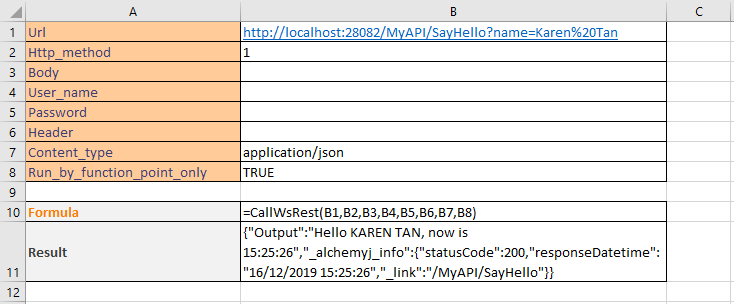 A B C
1 Url http://localhost:28082/MyAPI/SayHello?name=Karen%20Tan
2 Http_method 1
3 Body
4 User_name
5 Password
6 Header
7 Content_type application/json
8 Run_by_function_point_only TRUE
9
10 Formula =CallWsRest(B1,B2,B3,B4,B5,B6,B7,B8)
{"Output":"Hello KAREN TAN, now is
Result 15:25:26","_alchemyj_info":{"statusCode":200,"responseDatetime":
11 "16/12/2019 15:25:26","_link":"/MyAPI/SayHello"}}
12